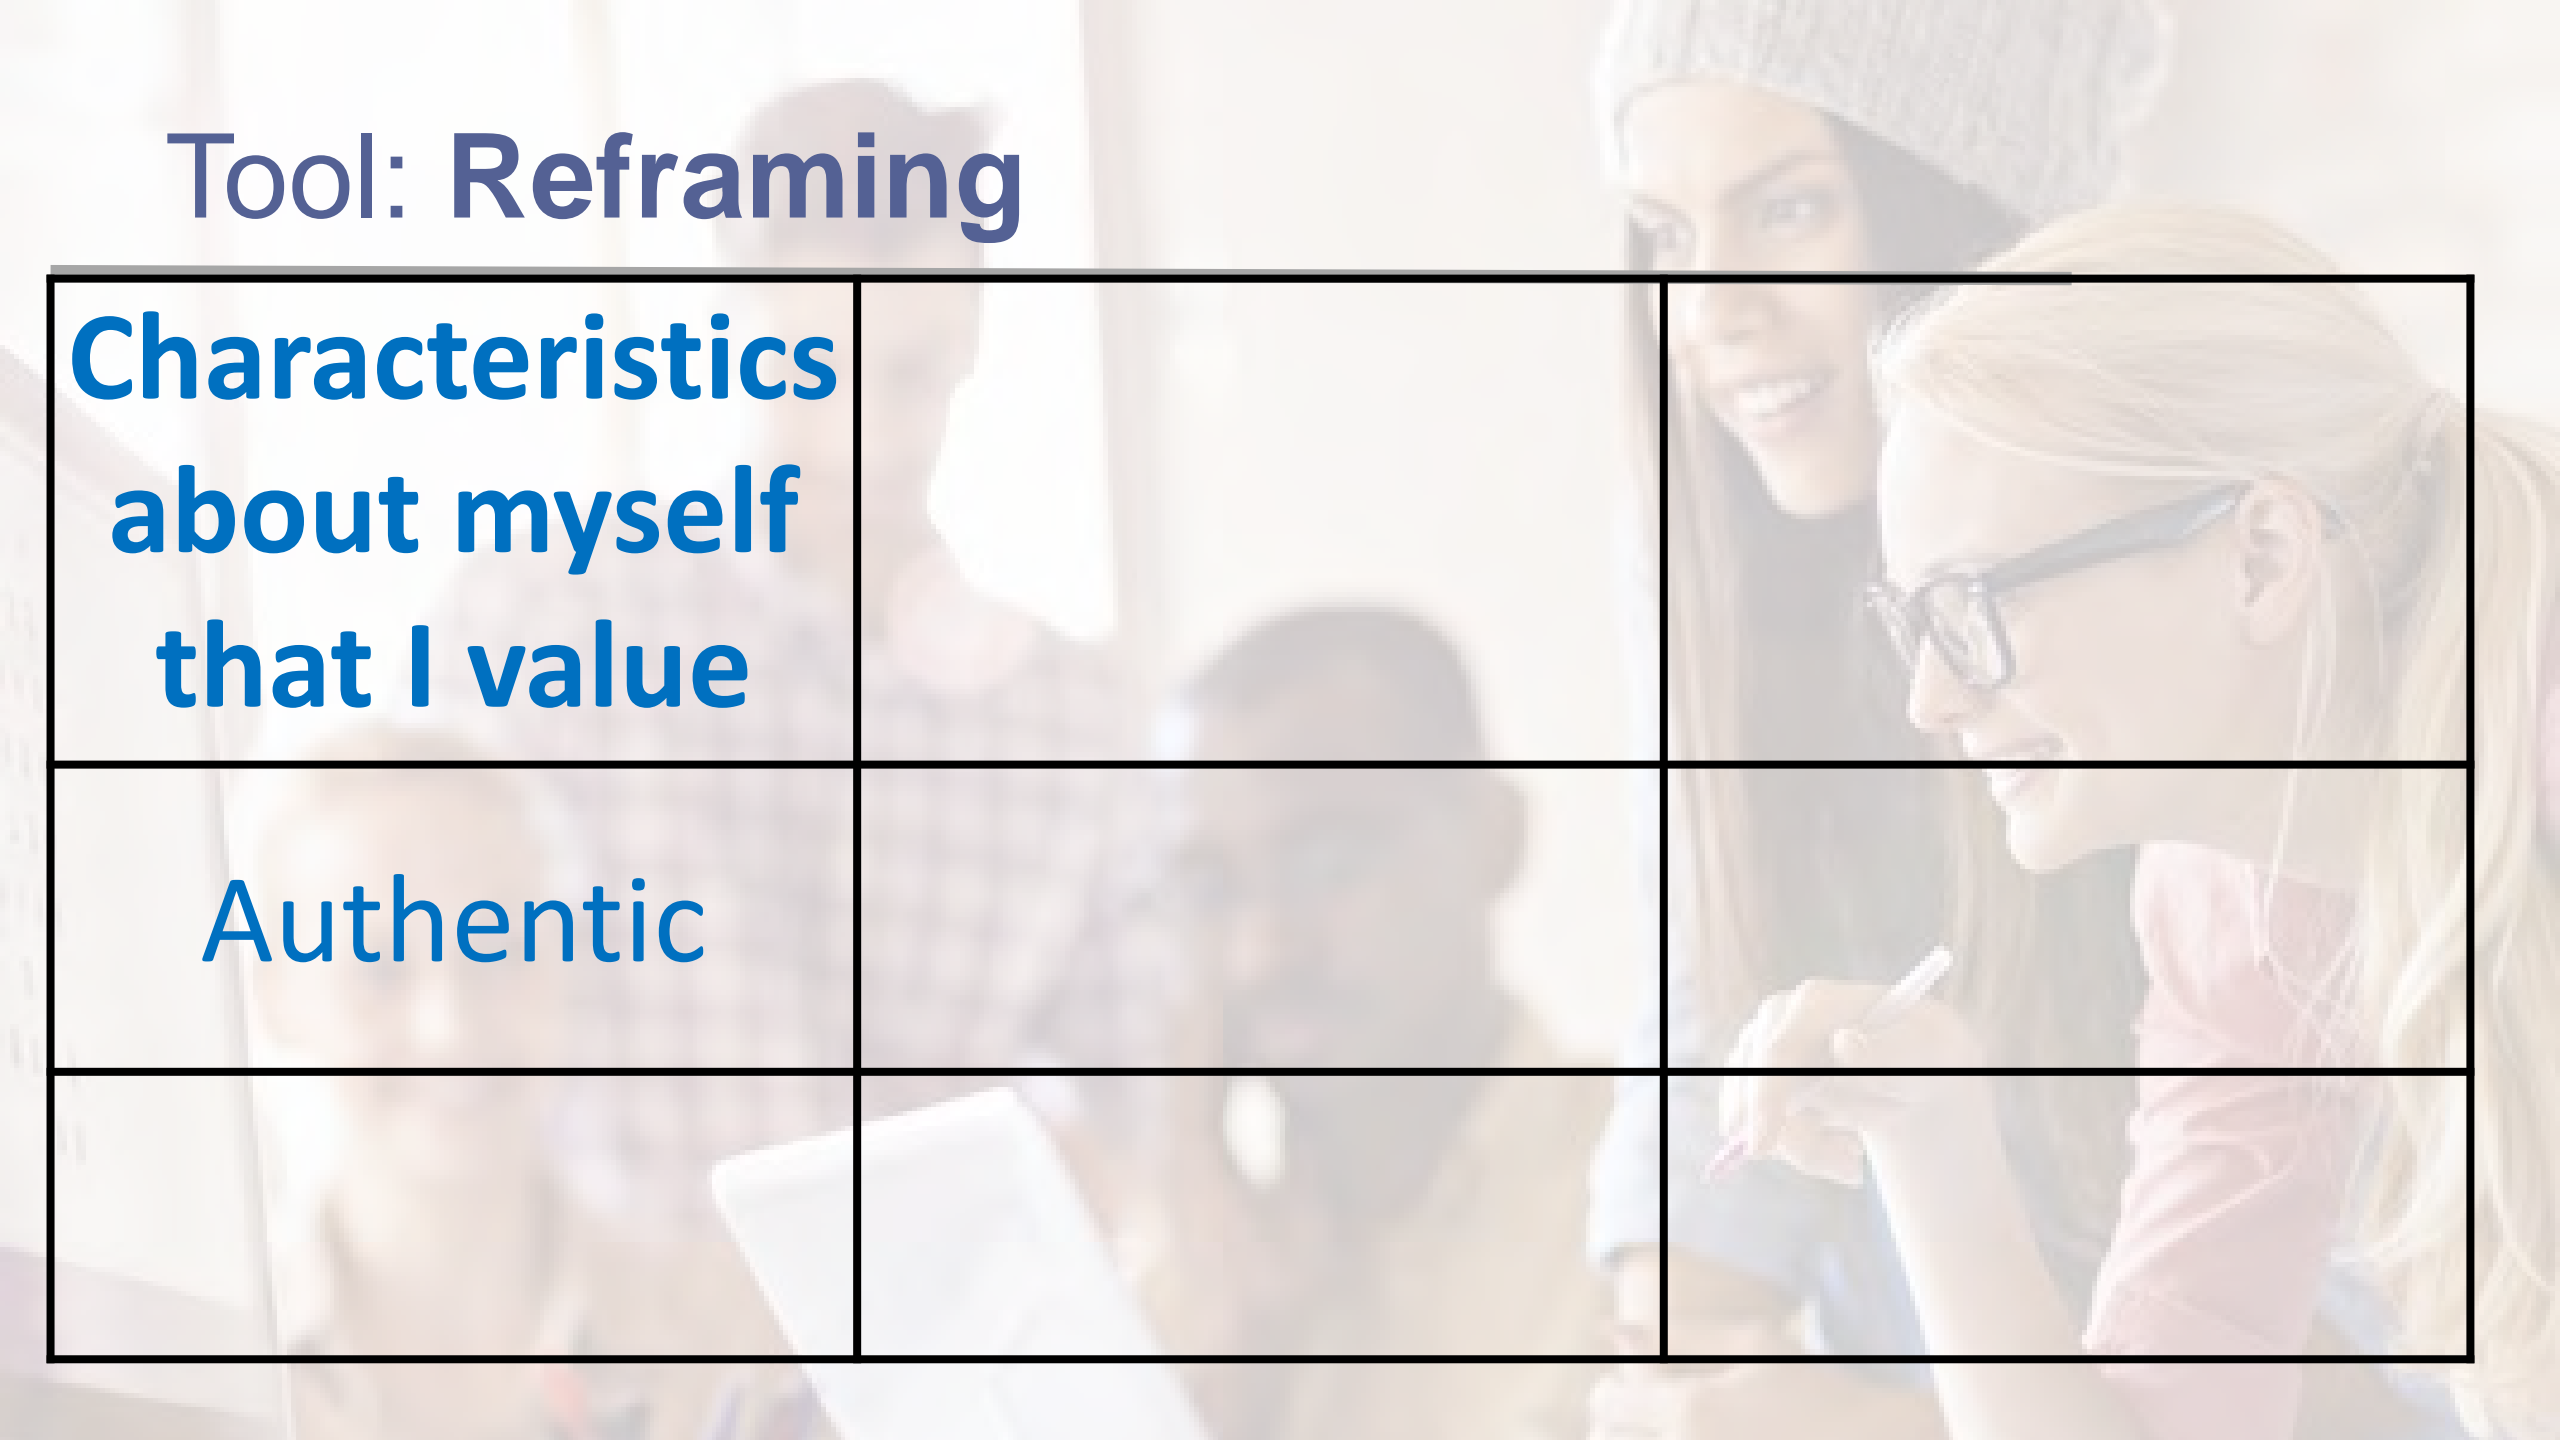 Tool: Reframing
Characteristics
about myself
that I value
Authentic